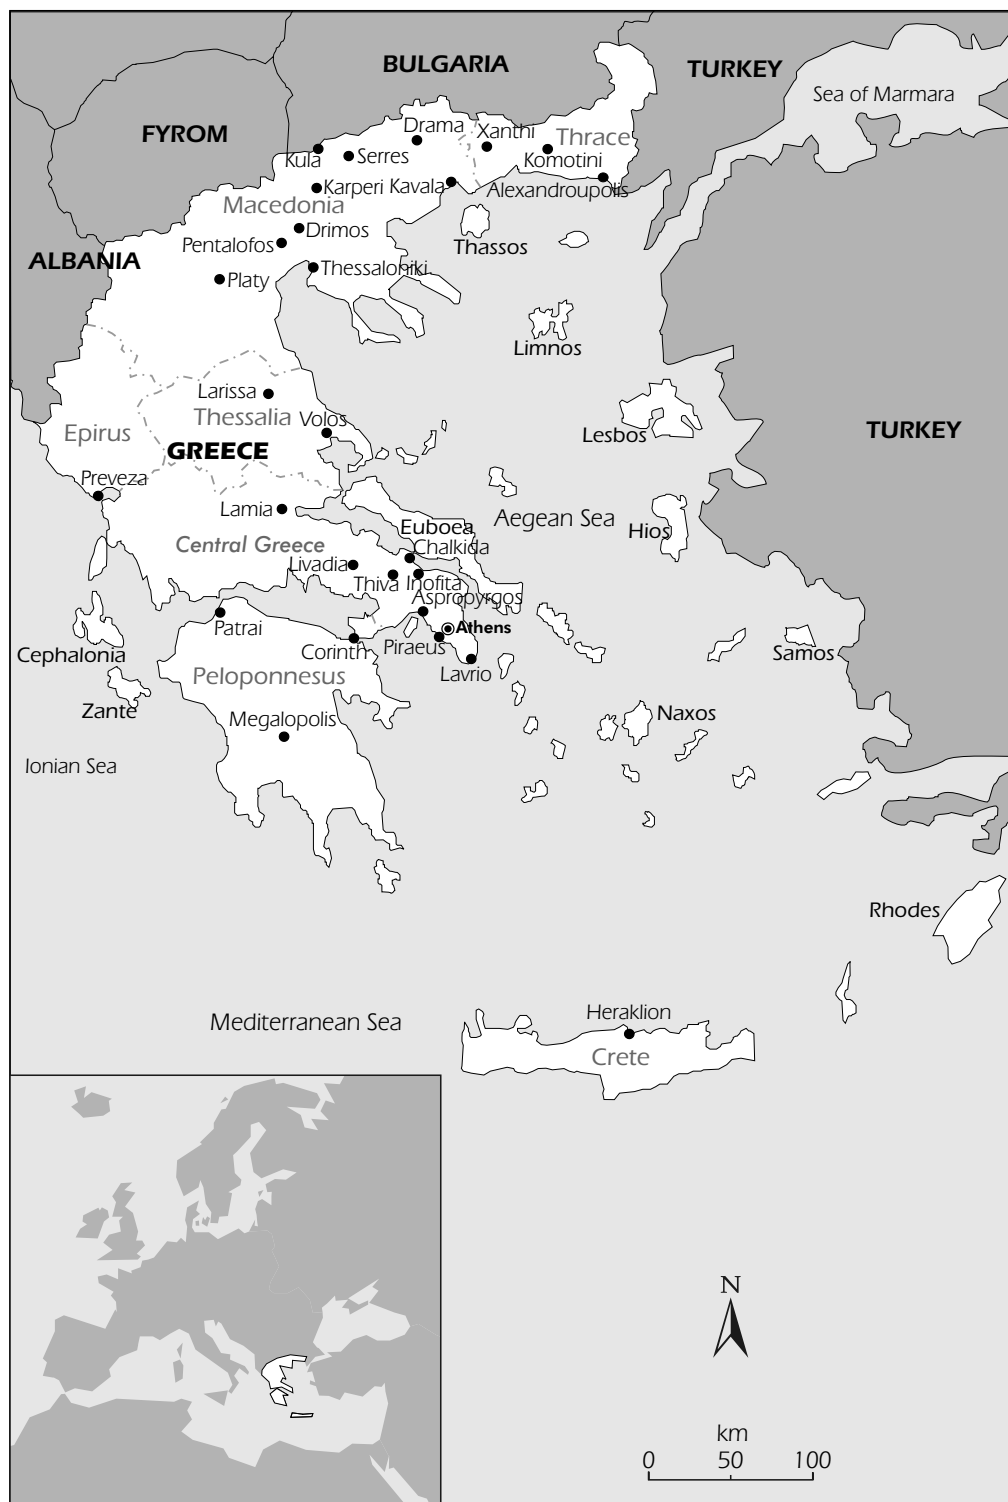 BULGARIA
TURKEY
Sea of Marmara
FYROM
Drama
Xanthi
Thrace
Kula
Serres
Komotini
Karperi
Kavala
Alexandroupolis
Macedonia
Drimos
Pentalofos
Thassos
ALBANIA
Thessaloniki
Platy
Limnos
Larissa
Thessalia
Volos
Epirus
Lesbos
TURKEY
GREECE
Preveza
Lamia
Aegean Sea
Euboea
Hios
Central Greece
Chalkida
Livadia
Thiva
Inofita
Aspropyrgos
Patrai
Athens
Corinth
Piraeus
Cephalonia
Samos
Lavrio
Peloponnesus
Zante
Megalopolis
Naxos
Ionian Sea
Rhodes
Mediterranean Sea
Heraklion
Crete
N
km
0 50 100